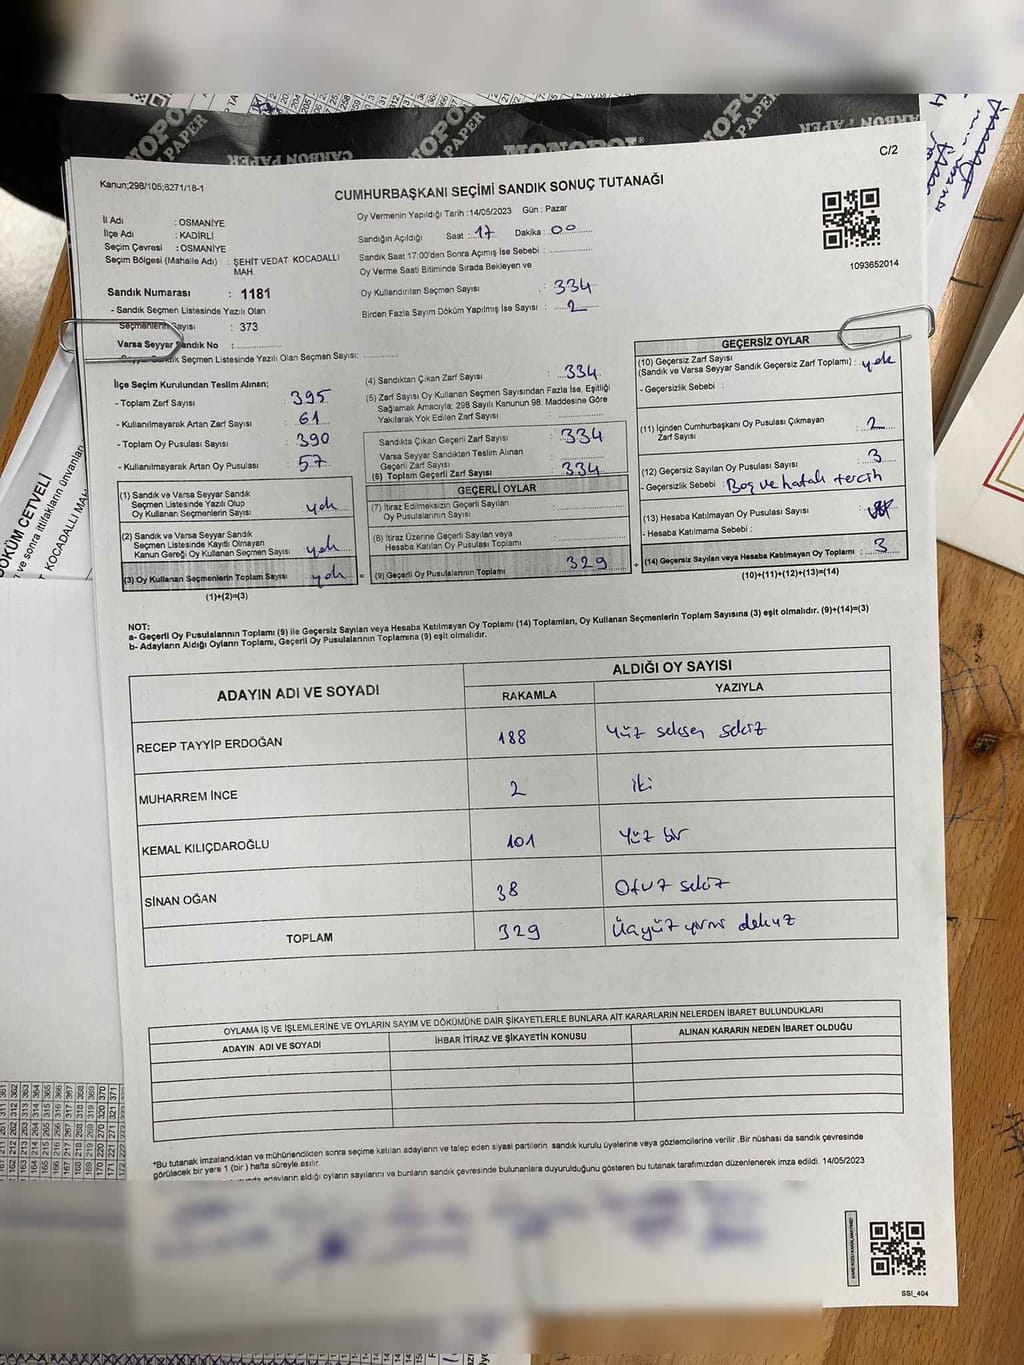 MONOPOL
CARBON PAPER
C/2
Kanun;298/105;6271/18-1
CUMHURBAŞKANI SEÇİMİ SANDIK SONUÇ TUTANAĞI
İl Adı : OSMANİYE
İlçe Adı : KADİRLİ
Seçim Çevresi : OSMANİYE
Seçim Bölgesi (Mahalle Adı) : ŞEHİT VEDAT KOCADALLI MAH.
Sandık Numarası : 1181
- Sandık Seçmen Listesinde Yazılı Olan
Seçmenlerin Sayısı : 373
Varsa Seyyar Sandık No :
Seyyar Sandık Seçmen Listesinde Yazılı Olan Seçmen Sayısı:
Oy Vermenin Yapıldığı Tarih :14/05/2023 Gün : Pazar
Sandığın Açıldığı Saat : 17 Dakika : 00
Sandık Saat 17:00'den Sonra Açımış İse Sebebi :
Oy Verme Saati Bitiminde Sırada Bekleyen ve
Oy Kullandırılan Seçmen Sayısı : 334
Birden Fazla Sayım Döküm Yapılmış İse Sayısı : 2
1093652014
İlçe Seçim Kurulundan Teslim Alınan;
- Toplam Zarf Sayısı : 395
- Kullanılmayarak Artan Zarf Sayısı : 61
- Toplam Oy Pusulası Sayısı : 390
- Kullanılmayarak Artan Oy Pusulası : 57
(1) Sandık ve Varsa Seyyar Sandık
Seçmen Listesinde Yazılı Olup
Oy Kullanan Seçmenlerin Sayısı : yok
(2) Sandık ve Varsa Seyyar Sandık
Seçmen Listesinde Kayıtlı Olmayan
Kanun Gereği Oy Kullanan Seçmen Sayısı : yok
(3) Oy Kullanan Seçmenlerin Toplam Sayısı : yok =
(1)+(2)=(3)
(4) Sandıktan Çıkan Zarf Sayısı : 334
(5) Zarf Sayısı Oy Kullanan Seçmen Sayısından Fazla İse, Eşitliği
Sağlamak Amacıyla; 298 Sayılı Kanunun 98. Maddesine Göre
Yakılarak Yok Edilen Zarf Sayısı :
Sandıkta Çıkan Geçerli Zarf Sayısı : 334
Varsa Seyyar Sandıktan Teslim Alınan
Geçerli Zarf Sayısı :
(6) Toplam Geçerli Zarf Sayısı : 334
GEÇERLİ OYLAR
(7) İtiraz Edilmeksizin Geçerli Sayılan
Oy Pusulalarının Sayısı :
(8) İtiraz Üzerine Geçerli Sayılan veya
Hesaba Katılan Oy Pusulası Toplamı :
(9) Geçerli Oy Pusulalarının Toplamı : 329 +
GEÇERSİZ OYLAR
(10) Geçersiz Zarf Sayısı
(Sandık ve Varsa Seyyar Sandık Geçersiz Zarf Toplamı) : yok
- Geçersizlik Sebebi :
(11) İçinden Cumhurbaşkanı Oy Pusulası Çıkmayan
Zarf Sayısı : 2
(12) Geçersiz Sayılan Oy Pusulası Sayısı : 3
- Geçersizlik Sebebi : Boş ve hatalı tercih
(13) Hesaba Katılmayan Oy Pusulası Sayısı :
- Hesaba Katılmama Sebebi :
(14) Geçersiz Sayılan veya Hesaba Katılmayan Oy Toplamı : 3
(10)+(11)+(12)+(13)=(14)
NOT:
a- Geçerli Oy Pusulalarının Toplamı (9) ile Geçersiz Sayılan veya Hesaba Katılmayan Oy Toplamı (14) Toplamları, Oy Kullanan Seçmenlerin Toplam Sayısına (3) eşit olmalıdır. (9)+(14)=(3)
b- Adayların Aldığı Oyların Toplamı, Geçerli Oy Pusulalarının Toplamına (9) eşit olmalıdır.
ADAYIN ADI VE SOYADI
ALDIĞI OY SAYISI
RAKAMLA YAZIYLA
RECEP TAYYİP ERDOĞAN 188 Yüz seksen sekiz
MUHARREM İNCE 2 iki
KEMAL KILIÇDAROĞLU 101 Yüz bir
SİNAN OĞAN 38 Otuz sekiz
TOPLAM 329 Üçyüz yirmi dokuz
OYLAMA İŞ VE İŞLEMLERİNE VE OYLARIN SAYIM VE DÖKÜMÜNE DAİR ŞİKAYETLERLE BUNLARA AİT KARARLARIN NELERDEN İBARET BULUNDUKLARI
ADAYIN ADI VE SOYADI İHBAR İTİRAZ VE ŞİKAYETİN KONUSU ALINAN KARARIN NEDEN İBARET OLDUĞU
*Bu tutanak imzalandıktan ve mühürlendikten sonra seçime katılan adayların ve talep eden siyasi partilerin sandık kurulu üyelerine veya gözlemcilerine verilir .Bir nüshası da sandık çevresinde
görülecek bir yere 1 (bir ) hafta süreyle asılır.
adayların aldığı oyların sayılarını ve bunların sandık çevresinde bulunanlara duyurulduğunu gösteren bu tutanak tarafımızdan düzenlenerek imza edildi. 14/05/2023
SSI_404
DÖKÜM CETVELİ